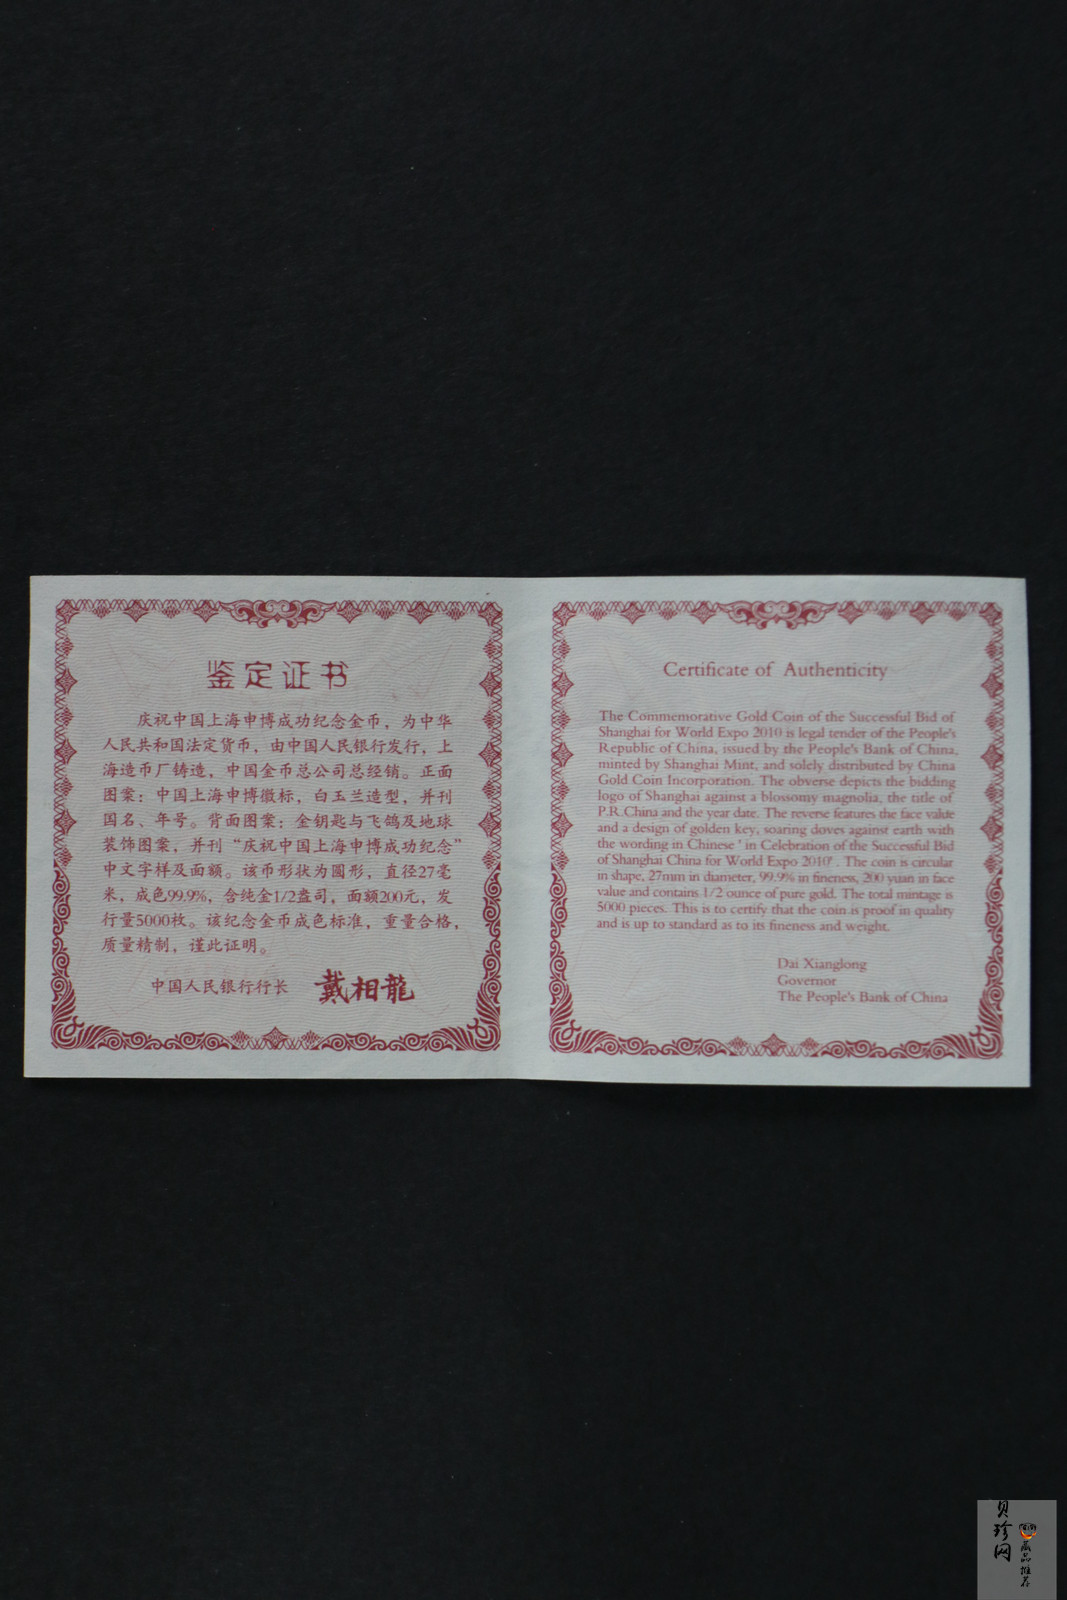 鉴定证书
庆祝中国上海申博成功纪念金币，为中华
人民共和国法定货币，由中国人民银行发行，上
海造币厂铸造，中国金币总公司总经销。正面
图案：中国上海申博徽标，白玉兰造型，并刊
国名、年号。背面图案：金钥匙与飞鸽及地球
装饰图案，并刊“庆祝中国上海申博成功纪念”
中文字样及面额。该币形状为圆形，直径27毫
米，成色99.9%，含纯金1/2盎司，面额200元，发
行量5000枚。该纪念金币成色标准，重量合格，
质量精制，谨此证明。
中国人民银行行长 戴相龍
Certificate of Authenticity
The Commemorative Gold Coin of the Successful Bid of
Shanghai for World Expo 2010 is legal tender of the People's
Republic of China, issued by the People's Bank of China,
minted by Shanghai Mint, and solely distributed by China
Gold Coin Incorporation. The obverse depicts the bidding
logo of Shanghai against a blossomy magnolia, the title of
P.R.China and the year date. The reverse features the face value
and a design of golden key, soaring doves against earth with
the wording in Chinese ' in Celebration of the Successful Bid
of Shanghai China for World Expo 2010' . The coin is circular
in shape, 27mm in diameter, 99.9% in fineness, 200 yuan in face
value and contains 1/2 ounce of pure gold. The total mintage is
5000 pieces. This is to certify that the coin is proof in quality
and is up to standard as to its fineness and weight.
Dai Xianglong
Governor
The People's Bank of China
贝珍网
藏品推荐